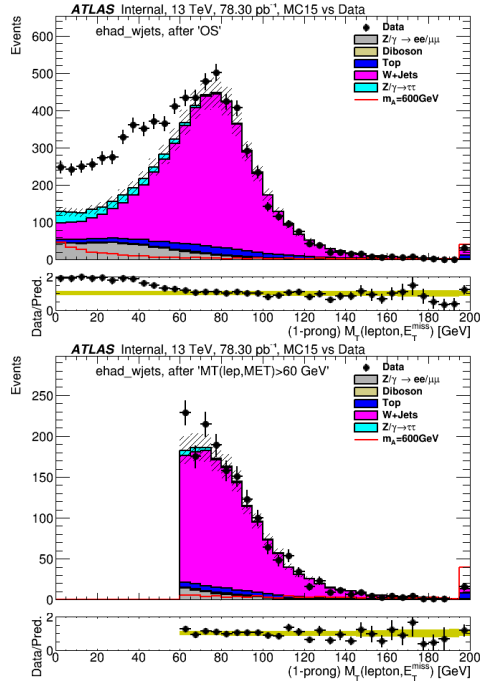 ATLAS Internal, 13 TeV, 78.30 pb⁻¹, MC15 vs Data
Events
ehad_wjets, after 'OS'
Data
Z/γ → ee/μμ
Diboson
Top
W+Jets
Z/γ→ττ
m_A=600GeV
600
500
400
300
200
100
0
Data/Pred.
2
1
0
0 20 40 60 80 100 120 140 160 180 200
(1-prong) M_T(lepton,E_T^miss) [GeV]
ATLAS Internal, 13 TeV, 78.30 pb⁻¹, MC15 vs Data
Events
ehad_wjets, after 'MT(lep,MET)>60 GeV'
Data
Z/γ → ee/μμ
Diboson
Top
W+Jets
Z/γ→ττ
m_A=600GeV
250
200
150
100
50
0
Data/Pred.
2
1
0
0 20 40 60 80 100 120 140 160 180 200
(1-prong) M_T(lepton,E_T^miss) [GeV]